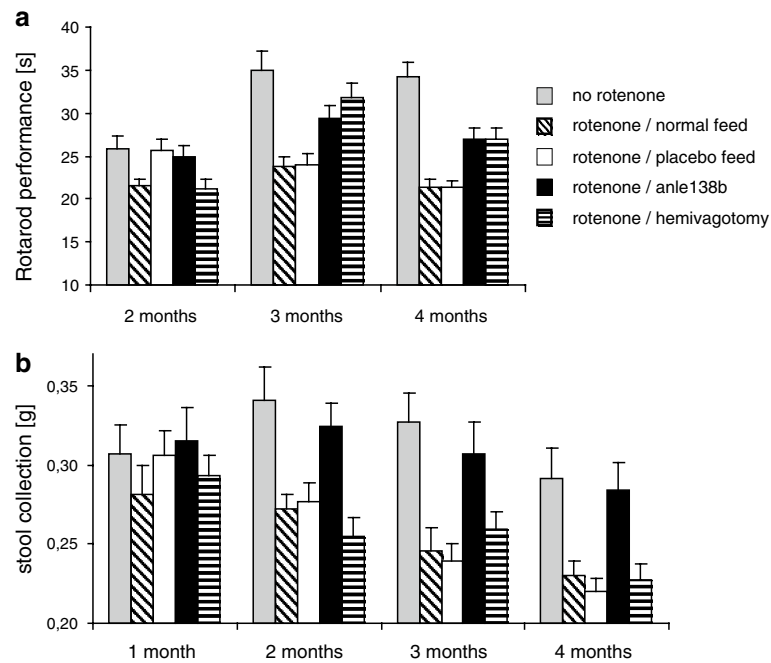 a
Rotarod performance [s]
40
35
30
25
20
15
10
2 months
3 months
4 months
no rotenone
rotenone / normal feed
rotenone / placebo feed
rotenone / anle138b
rotenone / hemivagotomy
b
stool collection [g]
0,35
0,30
0,25
0,20
1 month
2 months
3 months
4 months